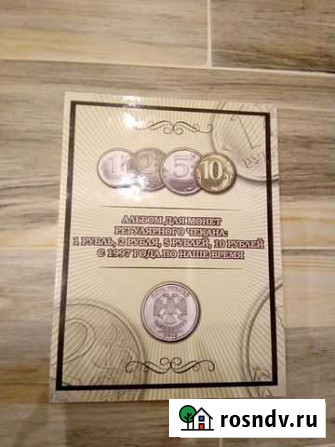 1 2 5 10
АЛЬБОМ ДЛЯ МОНЕТ
РЕГУЛЯРНОГО ЧЕКАНА:
1 РУБЛЬ, 2 РУБЛЯ, 5 РУБЛЕЙ, 10 РУБЛЕЙ
С 1997 ГОДА ПО НАШЕ ВРЕМЯ
rosndv.ru